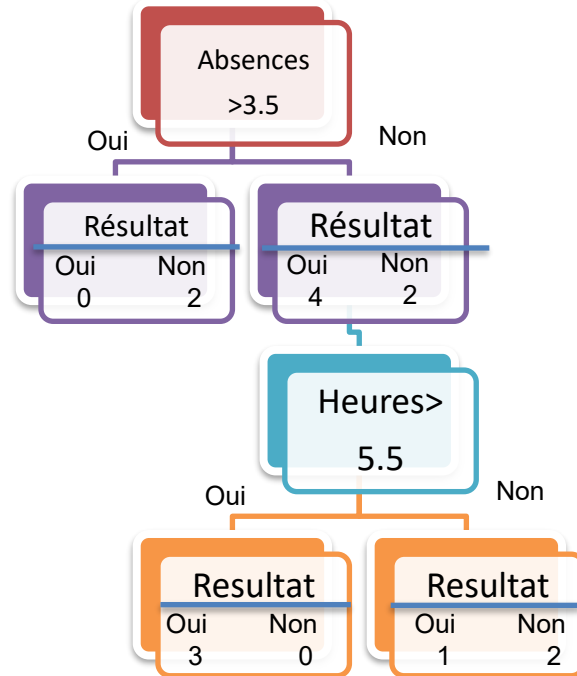 Absences
>3.5
Oui
Non
Résultat
Oui Non
0 2
Résultat
Oui Non
4 2
Heures>
5.5
Oui
Non
Resultat
Oui Non
3 0
Resultat
Oui Non
1 2